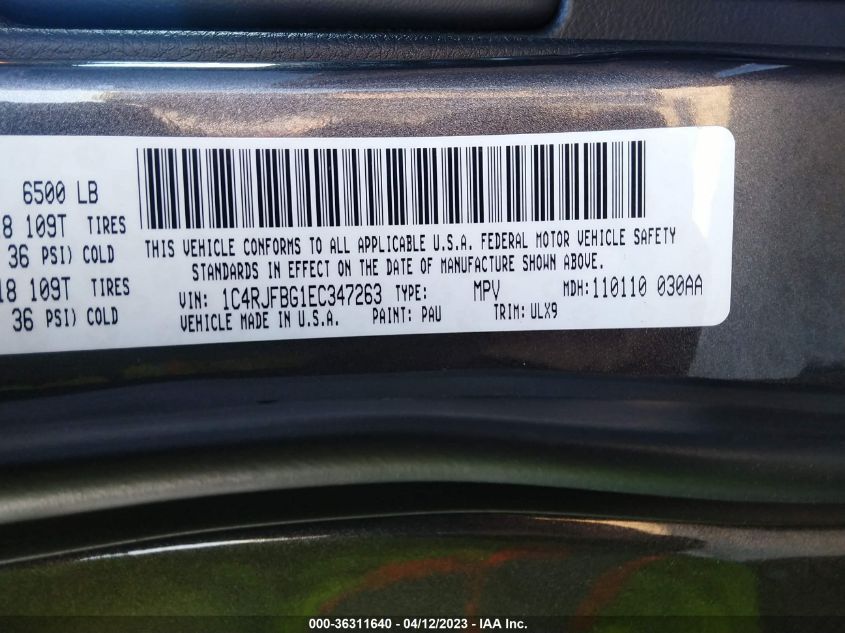 6500 LB
8 109T TIRES
36 PSI) COLD
18 109T TIRES
36 PSI) COLD
THIS VEHICLE CONFORMS TO ALL APPLICABLE U.S.A. FEDERAL MOTOR VEHICLE SAFETY
STANDARDS IN EFFECT ON THE DATE OF MANUFACTURE SHOWN ABOVE.
VIN: 1C4RJFBG1EC347263 TYPE: MPV MDH: 110110 030AA
VEHICLE MADE IN U.S.A. PAINT: PAU TRIM: ULX9
000-36311640 - 04/12/2023 - IAA Inc.